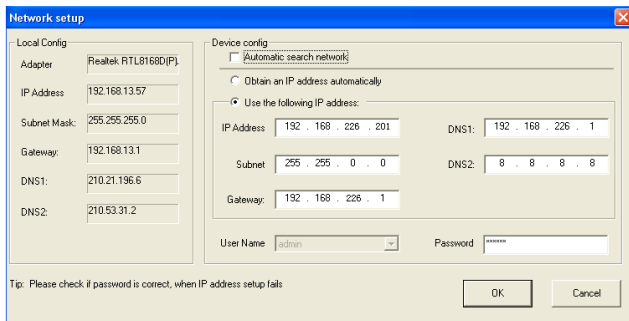 Network setup
Local Config
Adapter Realtek RTL8168D(P).
IP Address 192.168.13.57
Subnet Mask: 255.255.255.0
Gateway: 192.168.13.1
DNS1: 210.21.196.6
DNS2: 210.53.31.2
Device config
Automatic search network
Obtain an IP address automatically
Use the following IP address:
IP Address 192 . 168 . 226 . 201 DNS1: 192 . 168 . 226 . 1
Subnet 255 . 255 . 0 . 0 DNS2: 8 . 8 . 8 . 8
Gateway: 192 . 168 . 226 . 1
User Name admin Password
Tip: Please check if password is correct, when IP address setup fails
OK Cancel